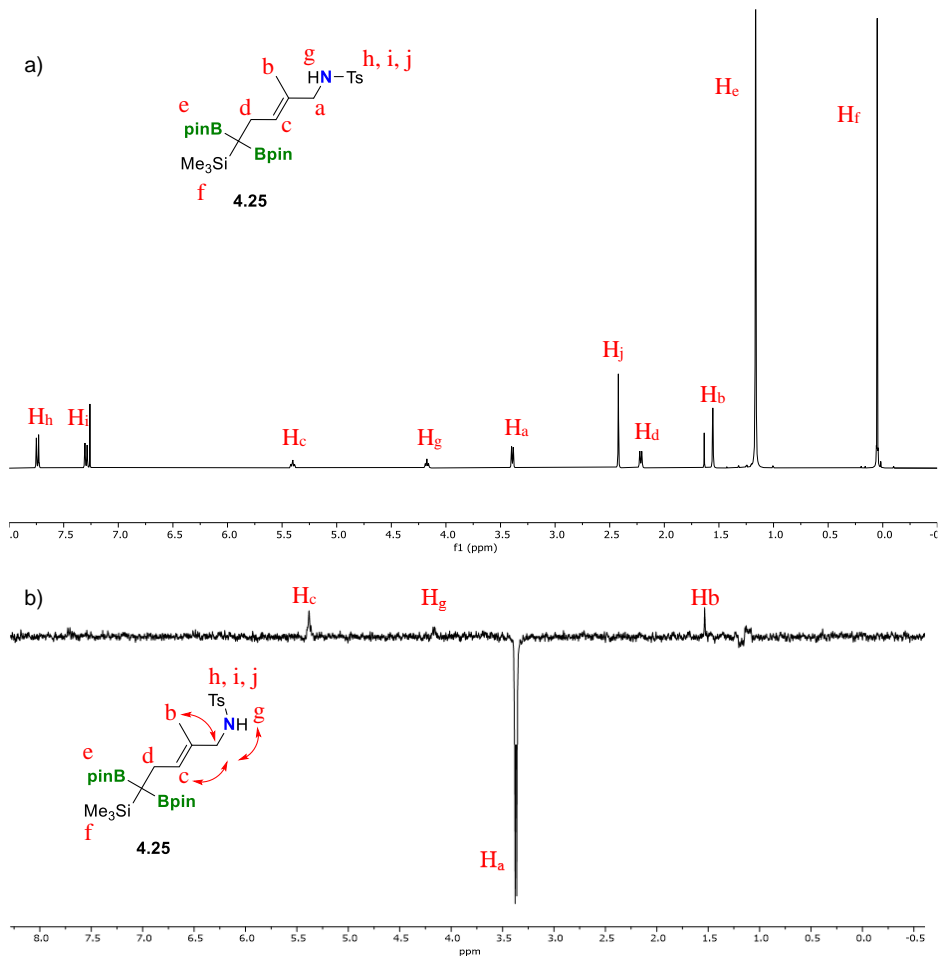 a)
g
b
HN
Ts
h, i, j
d
a
c
e
pinB
Bpin
Me3Si
f
4.25
He
Hf
Hj
Hh
Hi
Hc
Hg
Ha
Hd
Hb
7.5 7.0 6.5 6.0 5.5 5.0 4.5 4.0 3.5 3.0 2.5 2.0 1.5 1.0 0.5 0.0
f1 (ppm)
b)
Hc
Hg
Hb
h, i, j
Ts
b
NH
g
e
d
c
pinB
Bpin
Me3Si
f
4.25
Ha
8.0 7.5 7.0 6.5 6.0 5.5 5.0 4.5 4.0 3.5 3.0 2.5 2.0 1.5 1.0 0.5 0.0 -0.5
ppm